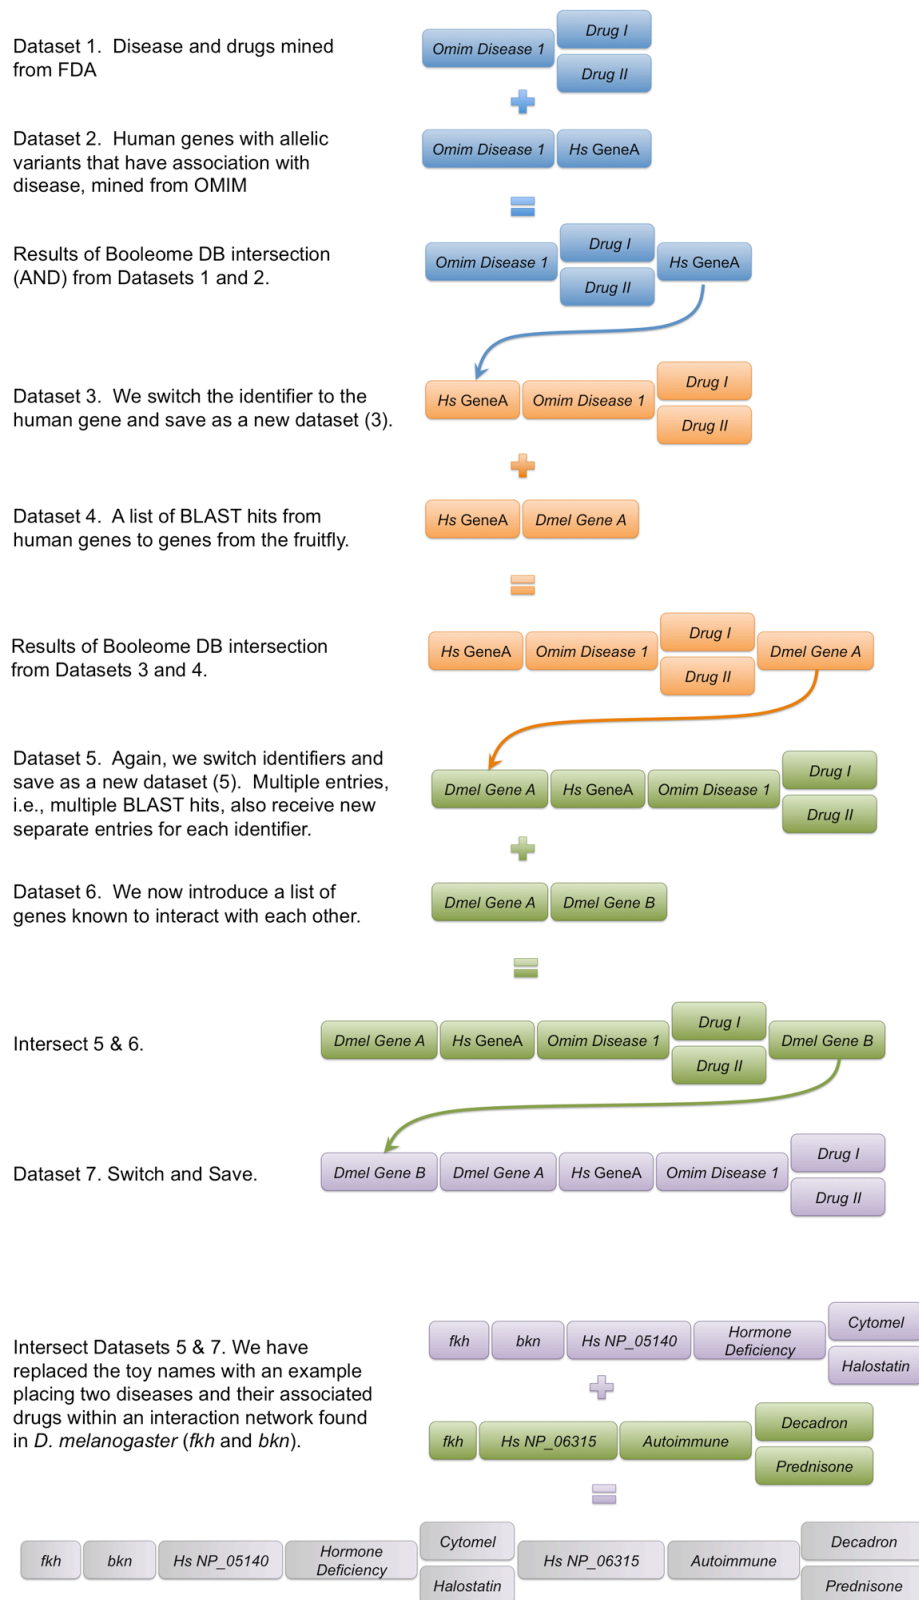 Dataset 1.  Disease and drugs mined
from FDA
Omim Disease 1
Drug I
Drug II
+
Dataset 2.  Human genes with allelic
variants that have association with
disease, mined from OMIM
Omim Disease 1
Hs GeneA
=
Results of Booleome DB intersection
(AND) from Datasets 1 and 2.
Omim Disease 1
Drug I
Drug II
Hs GeneA
Dataset 3.  We switch the identifier to the
human gene and save as a new dataset (3).
Hs GeneA
Omim Disease 1
Drug I
Drug II
+
Dataset 4.  A list of BLAST hits from
human genes to genes from the fruitfly.
Hs GeneA
Dmel Gene A
=
Results of Booleome DB intersection
from Datasets 3 and 4.
Hs GeneA
Omim Disease 1
Drug I
Drug II
Dmel Gene A
Dataset 5.  Again, we switch identifiers and
save as a new dataset (5).  Multiple entries,
i.e., multiple BLAST hits, also receive new
separate entries for each identifier.
Dmel Gene A
Hs GeneA
Omim Disease 1
Drug I
Drug II
+
Dataset 6.  We now introduce a list of
genes known to interact with each other.
Dmel Gene A
Dmel Gene B
=
Intersect 5 & 6.
Dmel Gene A
Hs GeneA
Omim Disease 1
Drug I
Drug II
Dmel Gene B
Dataset 7. Switch and Save.
Dmel Gene B
Dmel Gene A
Hs GeneA
Omim Disease 1
Drug I
Drug II
Intersect Datasets 5 & 7. We have
replaced the toy names with an example
placing two diseases and their associated
drugs within an interaction network found
in D. melanogaster (fkh and bkn).
fkh
bkn
Hs NP_05140
Hormone
Deficiency
Cytomel
Halostatin
+
fkh
Hs NP_06315
Autoimmune
Decadron
Prednisone
=
fkh
bkn
Hs NP_05140
Hormone
Deficiency
Cytomel
Halostatin
Hs NP_06315
Autoimmune
Decadron
Prednisone